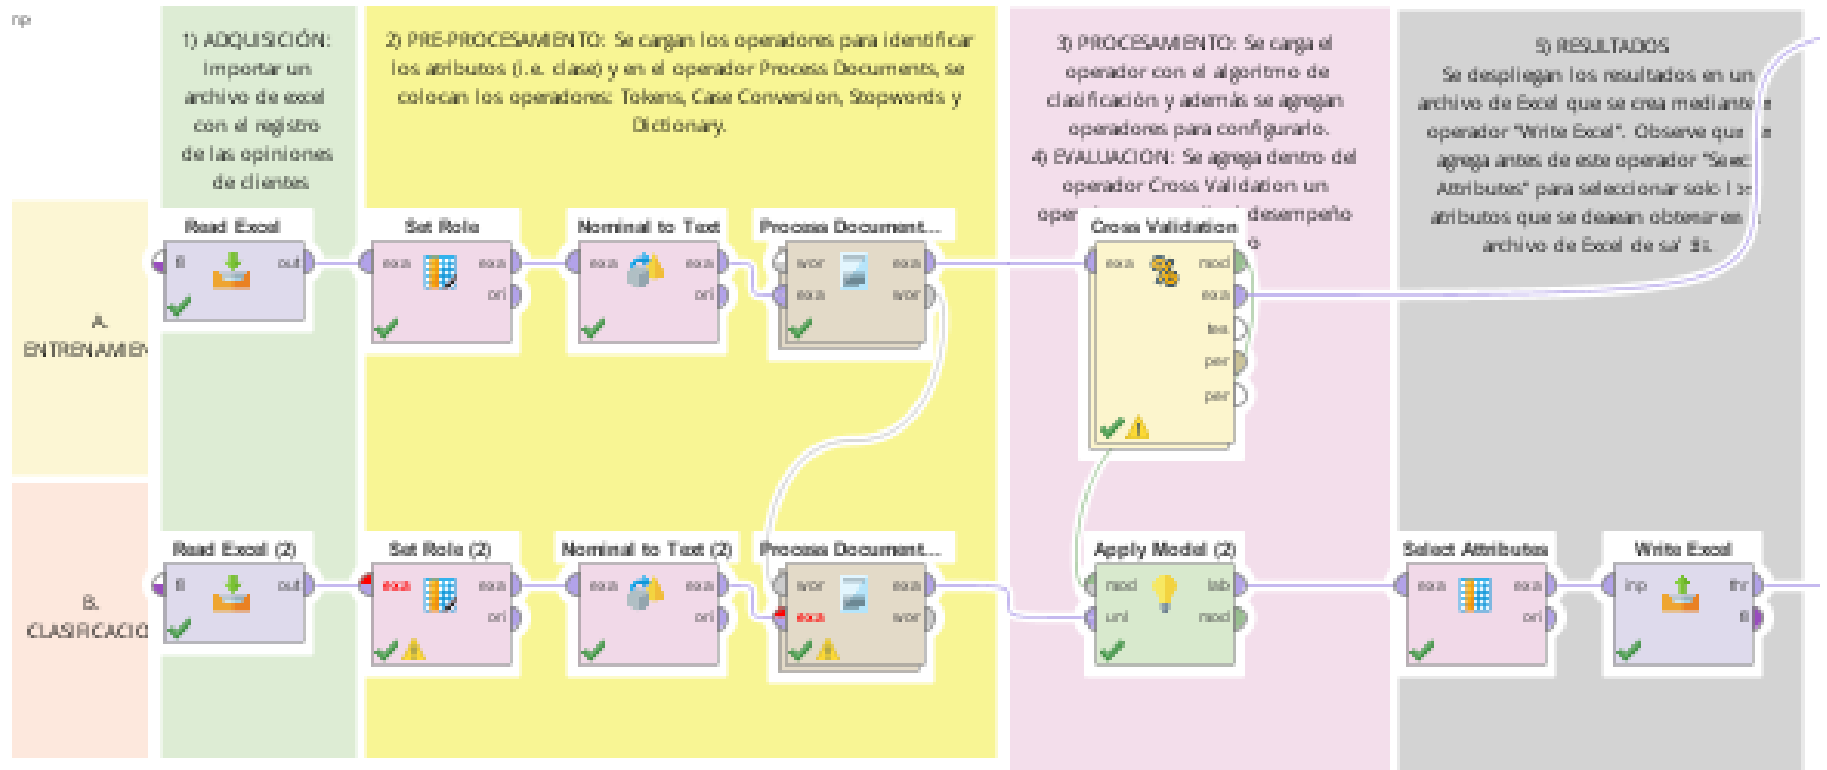 np
1) ADQUISICIÓN:
Importar un
archivo de excel
con el registro
de las opiniones
de clientes
2) PRE-PROCESAMIENTO: Se cargan los operadores para identificar
los atributos (i.e. clase) y en el operador Process Documents, se
colocan los operadores: Tokens, Case Conversion, Stopwords y
Dictionary.
3) PROCESAMIENTO: Se carga el
operador con el algoritmo de
clasificación y además se agregan
operadores para configurarlo.
4) EVALUACION: Se agrega dentro del
operador Cross Validation un
desempeño
5) RESULTADOS
Se despliegan los resultados en un
archivo de Excel que se crea mediante
operador "Write Excel". Observe que
agrega antes de este operador "Select
Attributes" para seleccionar solo los
atributos que se desean obtener en
archivo de Excel de
A.
ENTRENAMIEN
Read Excel
fil out
Set Role
exa exa
ori
Nominal to Text
exa exa
ori
Process Document...
wor exa
exa wor
Cross Validation
exa mod
exa
tes
per
per
B.
CLASIFICACIO
Read Excel (2)
fil out
Set Role (2)
exa exa
ori
Nominal to Text (2)
exa exa
ori
Process Document...
wor exa
exa wor
Apply Model (2)
mod lab
unl mod
Select Attributes
exa exa
ori
Write Excel
inp thr
fil